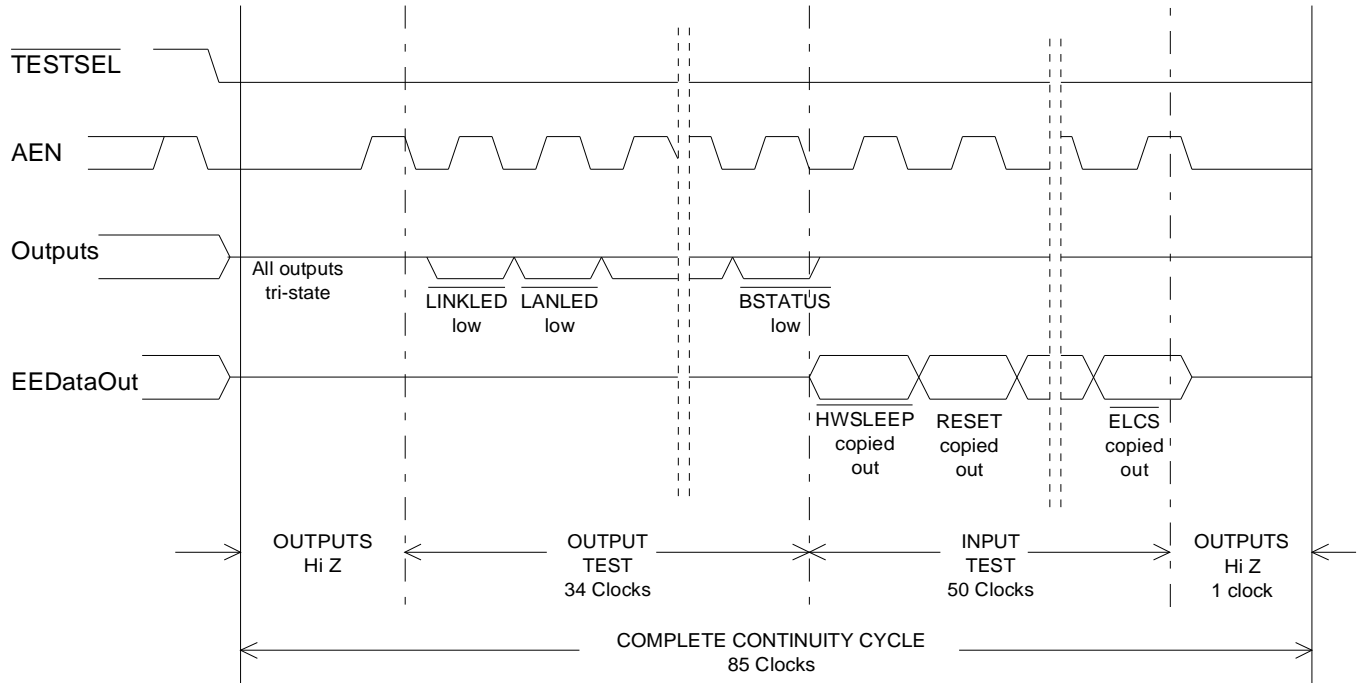 TESTSEL
AEN
Outputs
All outputs
tri-state
LINKLED
low
LANLED
low
BSTATUS
low
EEDataOut
HWSLEEP
copied
out
RESET
copied
out
ELCS
copied
out
OUTPUTS
Hi Z
OUTPUT
TEST
34 Clocks
INPUT
TEST
50 Clocks
OUTPUTS
Hi Z
1 clock
COMPLETE CONTINUITY CYCLE
85 Clocks